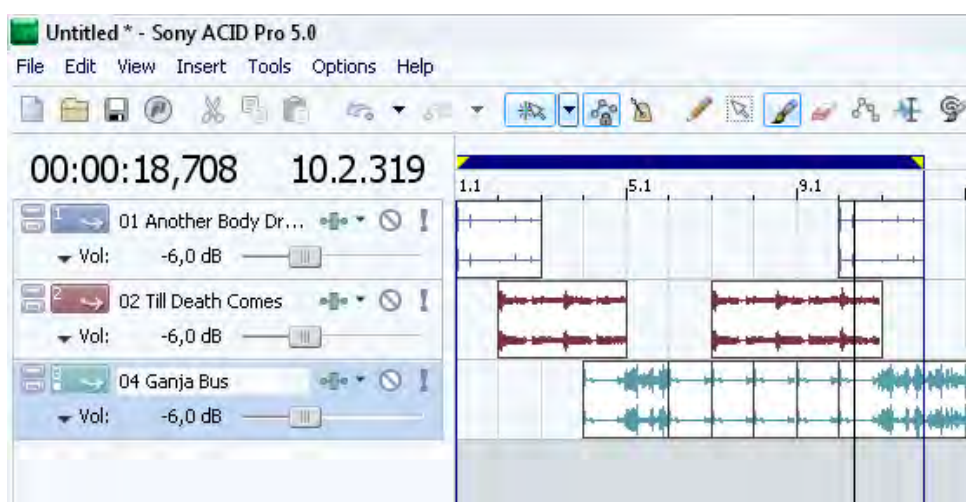 Untitled * - Sony ACID Pro 5.0
File Edit View Insert Tools Options Help
00:00:18,708 10.2.319
1.1 5.1 9.1
1 01 Another Body Dr...
Vol: -6,0 dB
2 02 Till Death Comes
Vol: -6,0 dB
04 Ganja Bus
Vol: -6,0 dB